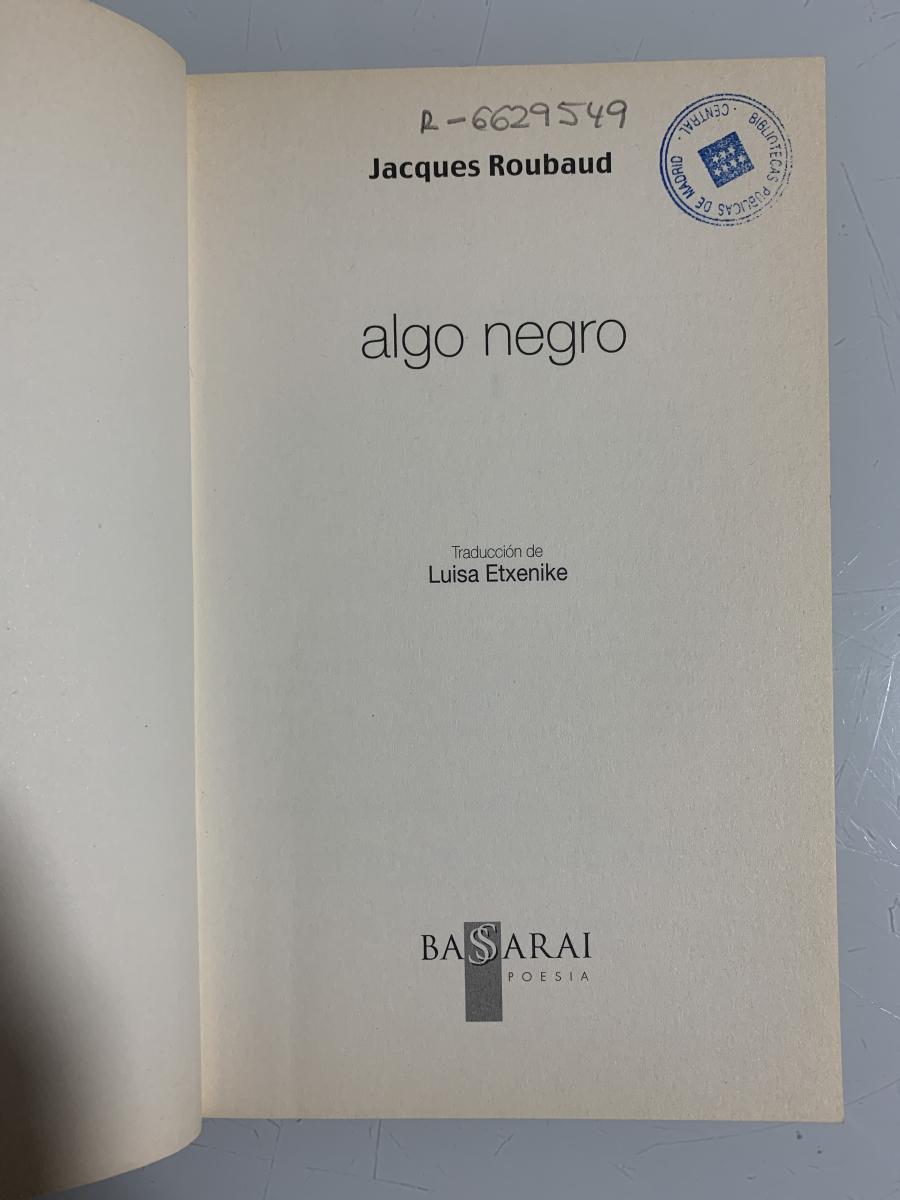 R-6629549
BIBLIOTECAS PÚBLICAS DE MADRID · CENTRAL ·
Jacques Roubaud
algo negro
Traducción de
Luisa Etxenike
BASSARAI
POESIA